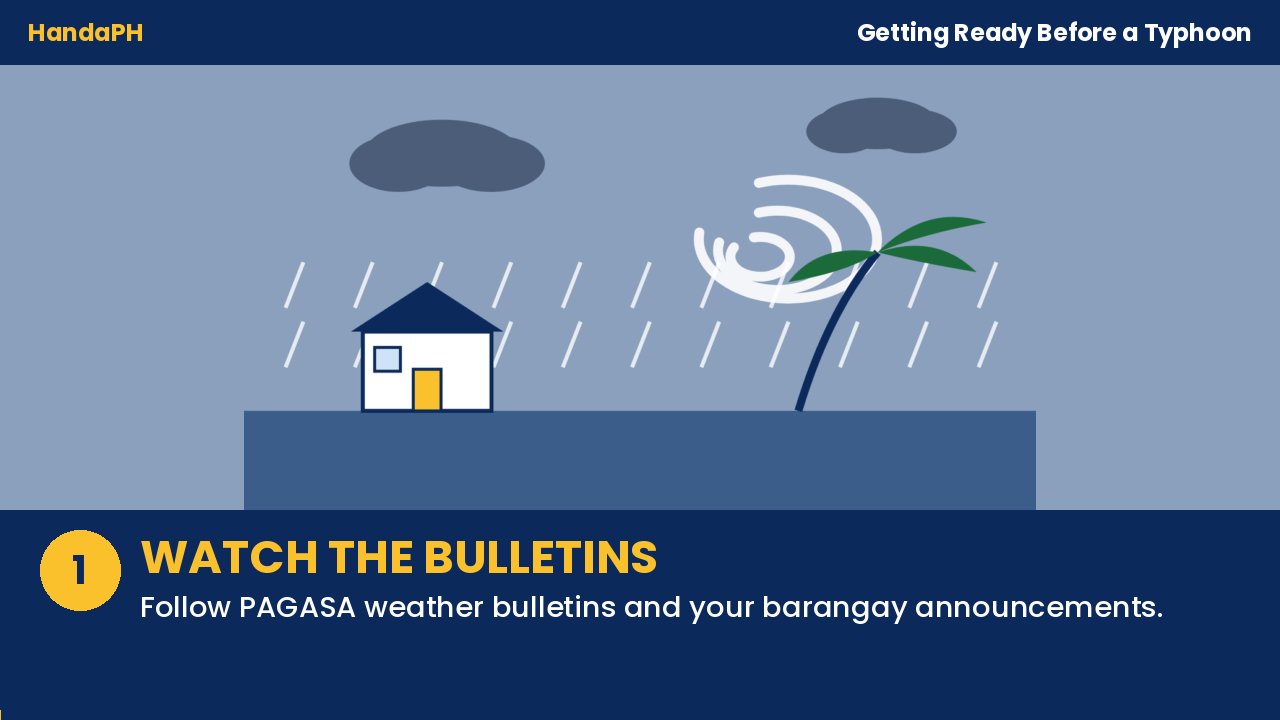 HandaPH
Getting Ready Before a Typhoon
1
WATCH THE BULLETINS
Follow PAGASA weather bulletins and your barangay announcements.